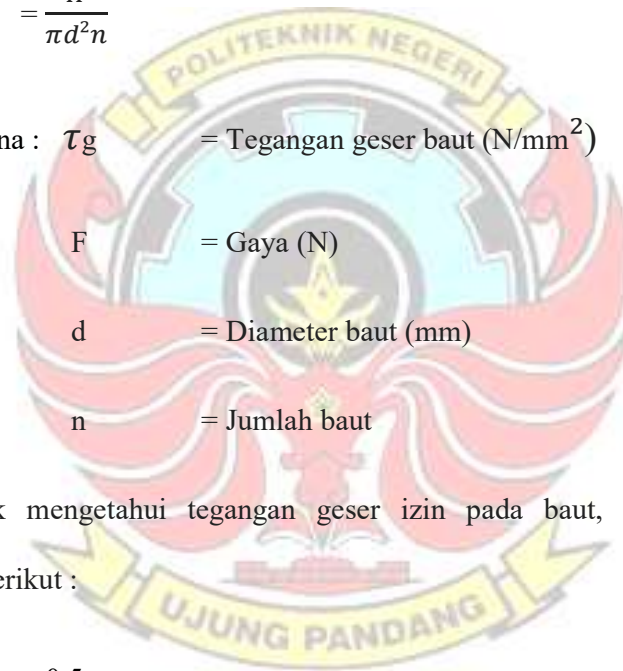 = πd²n
POLITEKNIK NEGERI
na : τg = Tegangan geser baut (N/mm²)
F = Gaya (N)
d = Diameter baut (mm)
n = Jumlah baut
k mengetahui tegangan geser izin pada baut,
erikut :
UJUNG PANDANG